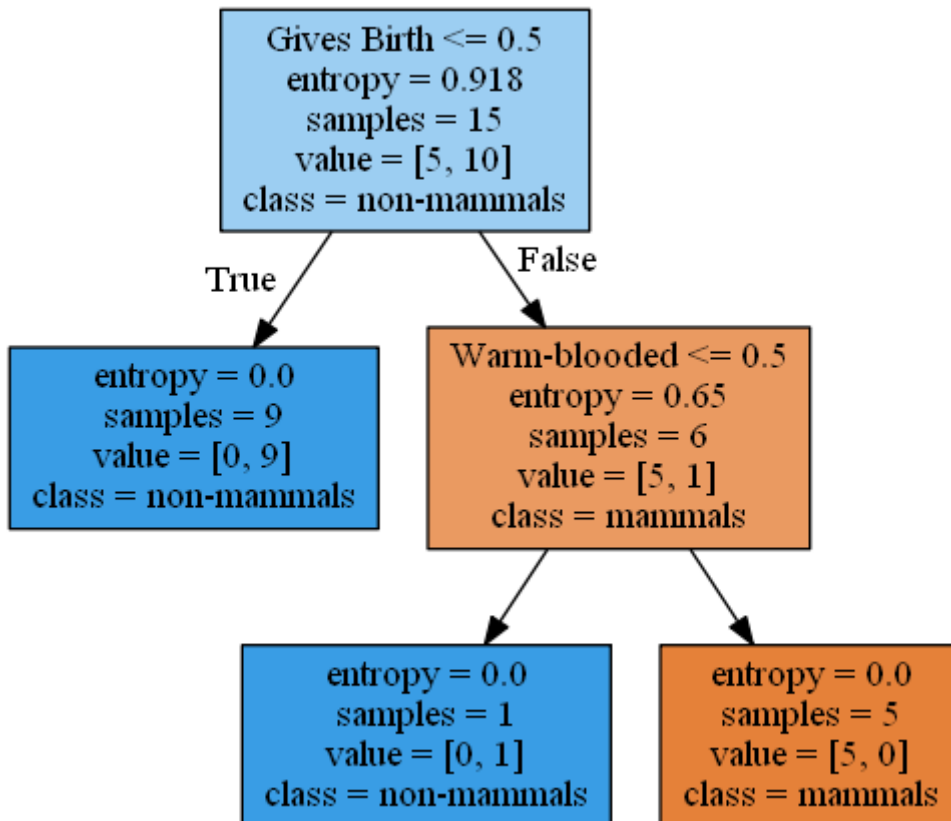 Gives Birth <= 0.5
entropy = 0.918
samples = 15
value = [5, 10]
class = non-mammals
True
False
entropy = 0.0
samples = 9
value = [0, 9]
class = non-mammals
Warm-blooded <= 0.5
entropy = 0.65
samples = 6
value = [5, 1]
class = mammals
entropy = 0.0
samples = 1
value = [0, 1]
class = non-mammals
entropy = 0.0
samples = 5
value = [5, 0]
class = mammals